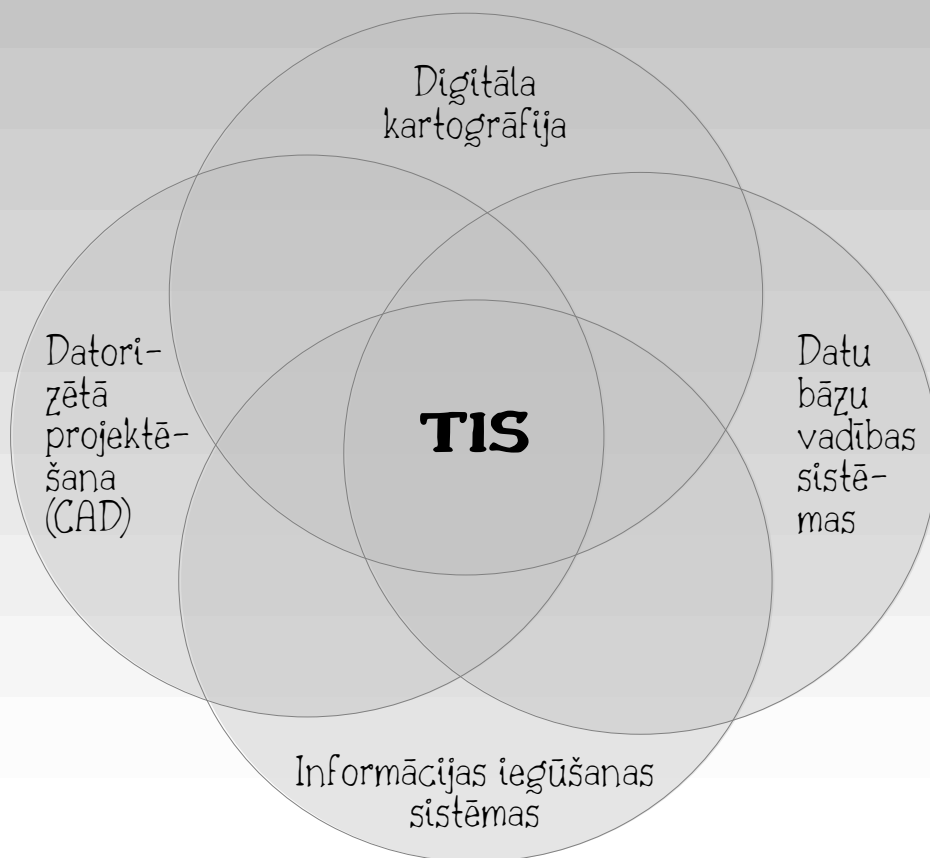 Digitāla
kartogrāfija
Datori-
zētā
projektē-
šana
(CAD)
TIS
Datu
bāzu
vadības
sistē-
mas
Informācijas iegūšanas
sistēmas